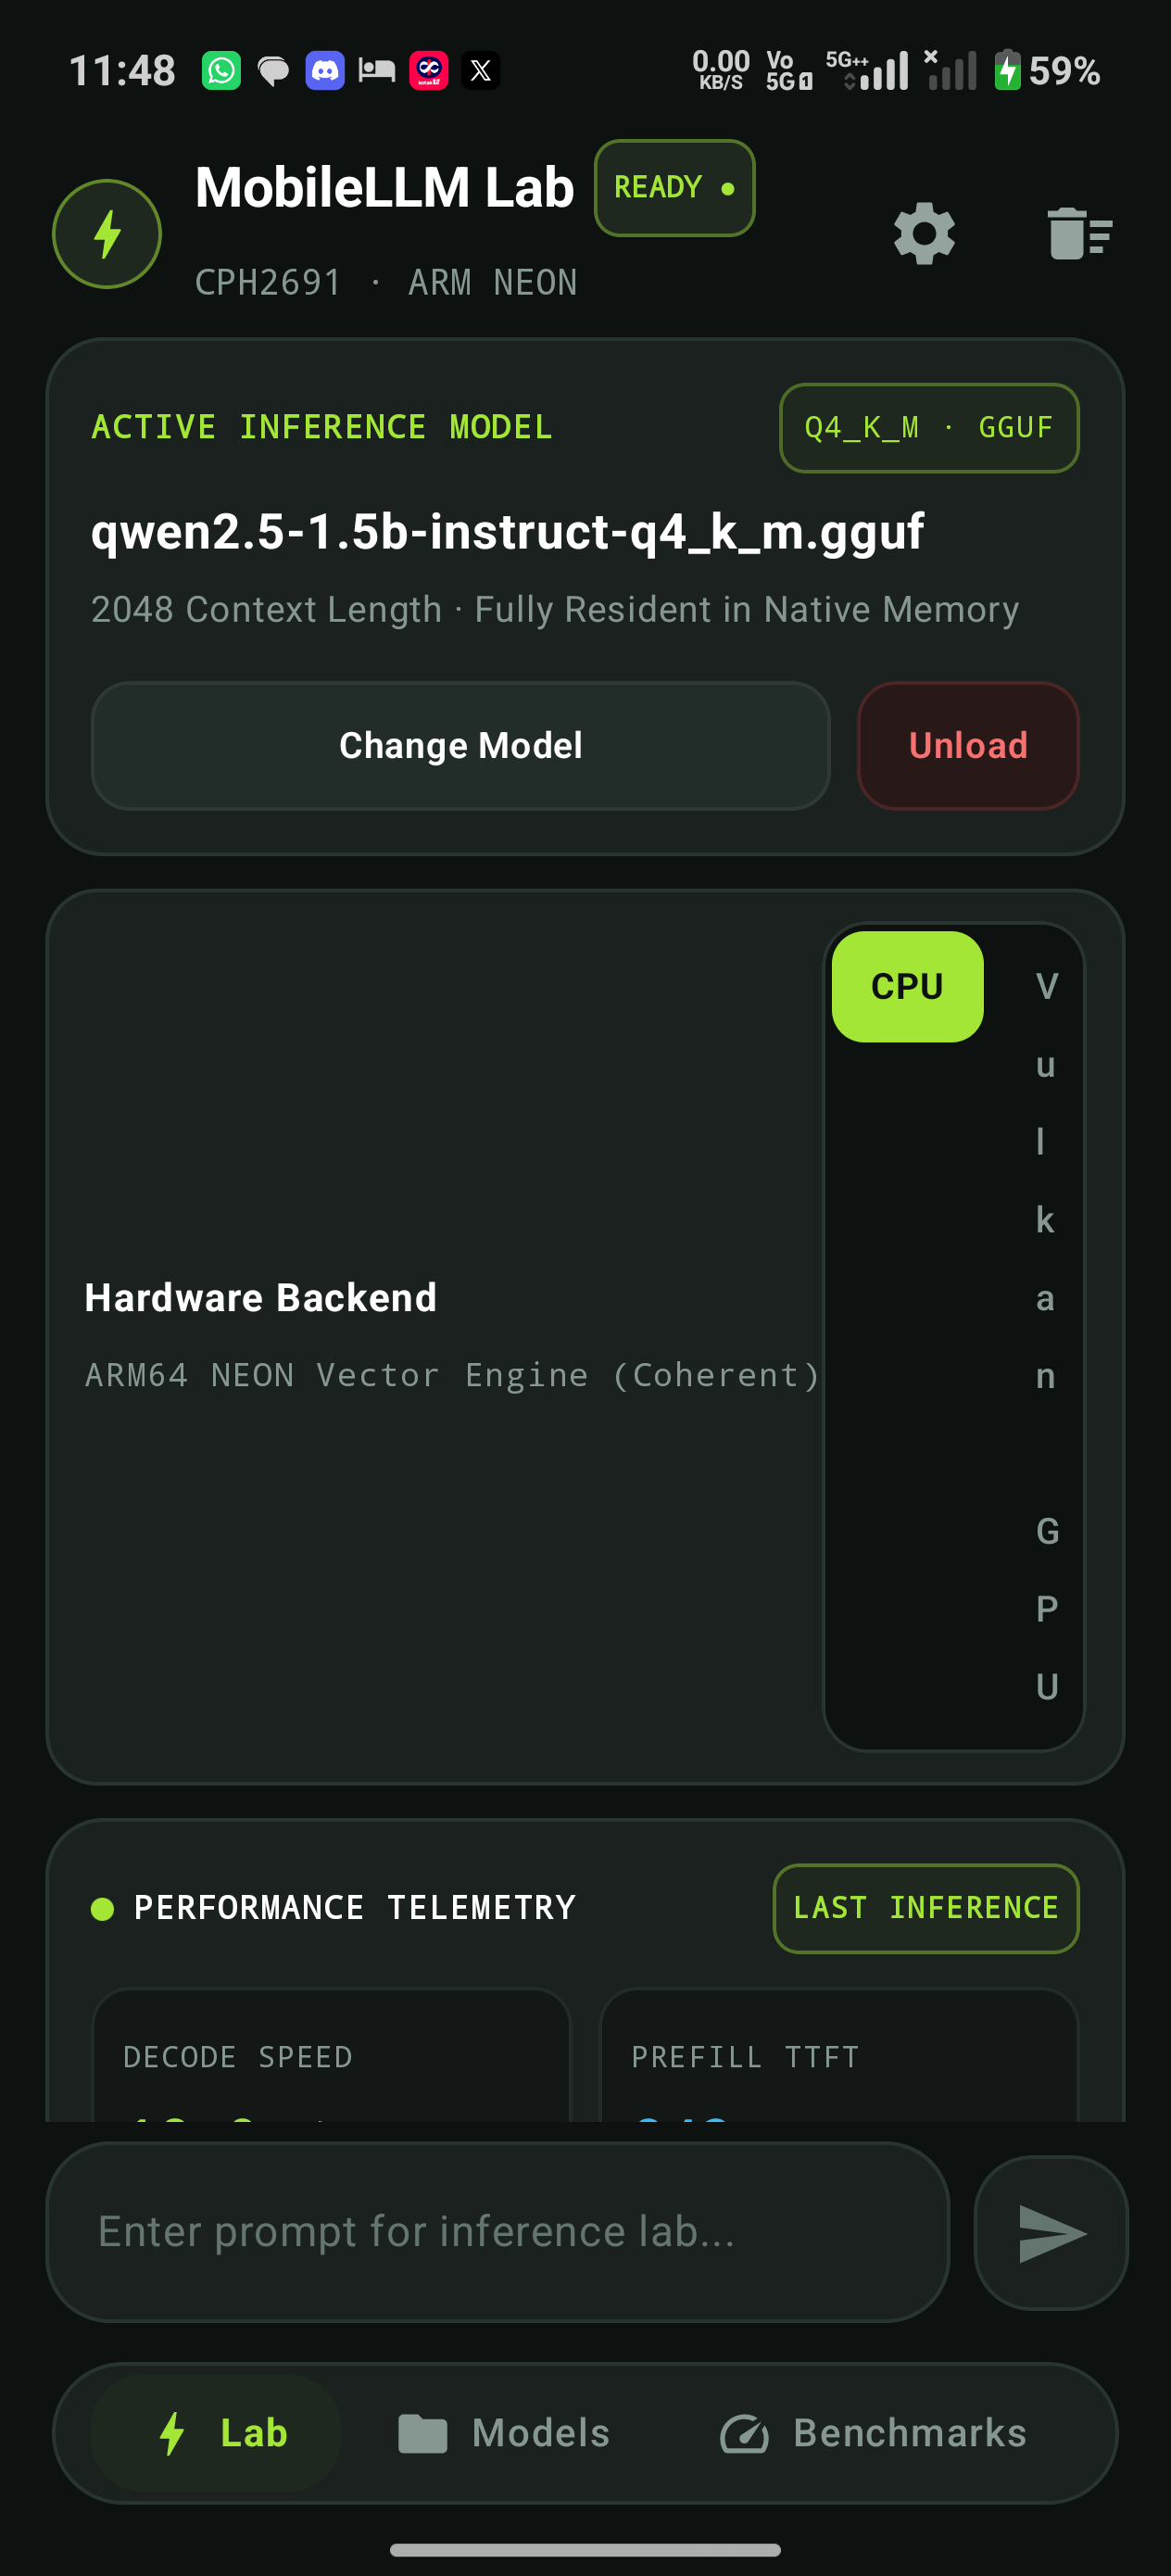 11:48
0.00 KB/S Vo 5G 1 5G++ 59%
MobileLLM Lab
READY ●
CPH2691 · ARM NEON
ACTIVE INFERENCE MODEL
Q4_K_M · GGUF
qwen2.5-1.5b-instruct-q4_k_m.gguf
2048 Context Length · Fully Resident in Native Memory
Change Model
Unload
Hardware Backend
ARM64 NEON Vector Engine (Coherent)
CPU
V
u
l
k
a
n
G
P
U
PERFORMANCE TELEMETRY
LAST INFERENCE
DECODE SPEED
PREFILL TTFT
Enter prompt for inference lab...
Lab
Models
Benchmarks